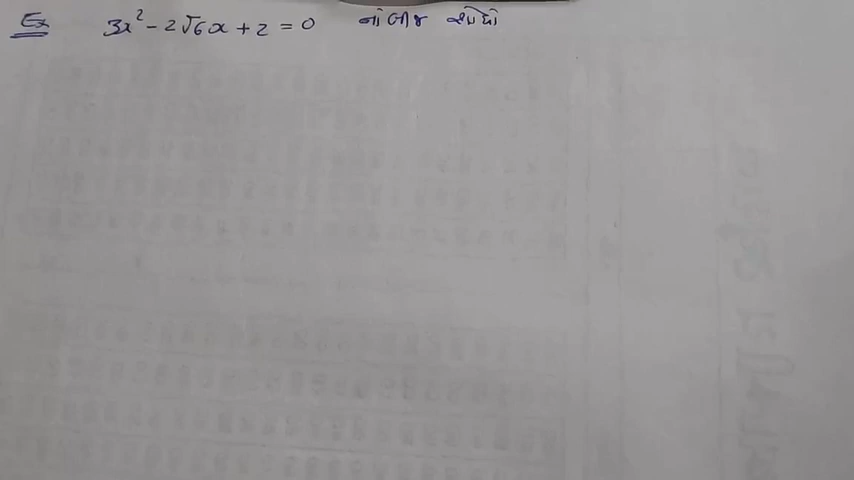 Ex 3x² - 2√6x + 2 = 0 નાં બીજ શોધો